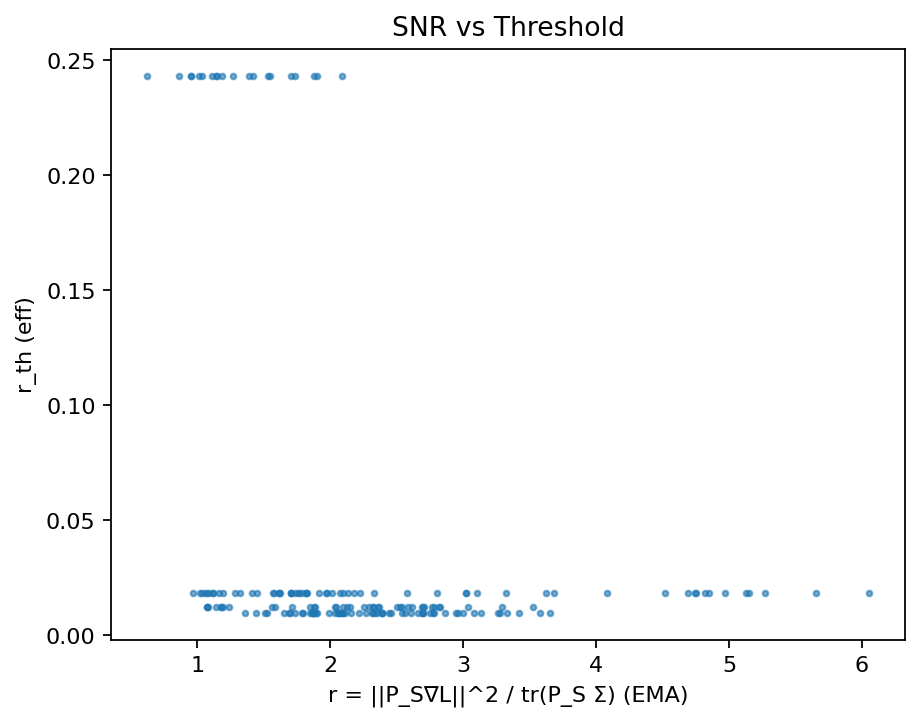 SNR vs Threshold
0.25
0.20
0.15
0.10
0.05
0.00
r_th (eff)
1 2 3 4 5 6
r = ||P_S∇L||^2 / tr(P_S Σ) (EMA)